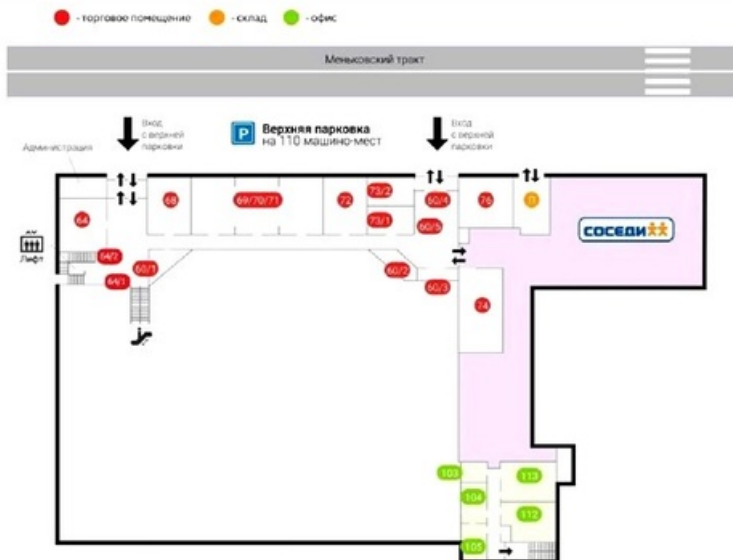 - торговое помещение
- склад
- офис
Меньковский тракт
Вход
с верхней
парковки
P
Верхняя парковка
на 110 машино-мест
Вход
с верхней
парковки
Администрация
64
68
69/70/71
72
73/2
73/1
60/4
60/5
76
СОСЕДИ
Лифт
64/2
64/1
60/1
60/2
60/3
74
103
104
105
113
112